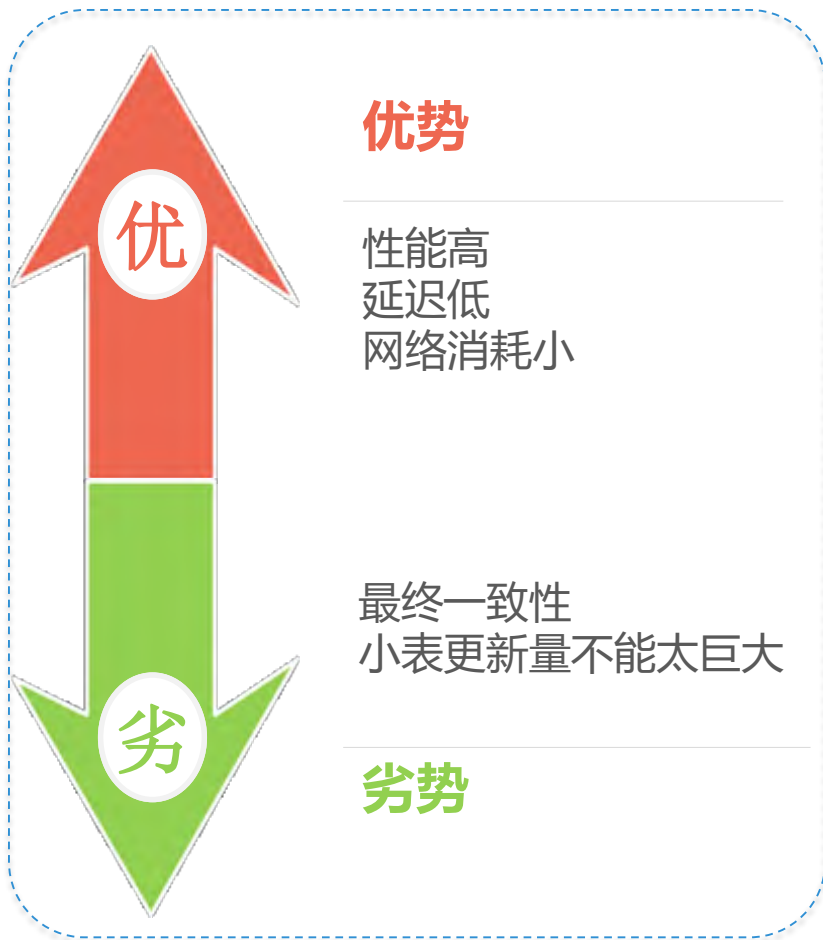 优势
优
性能高
延迟低
网络消耗小
最终一致性
小表更新量不能太巨大
劣
劣势